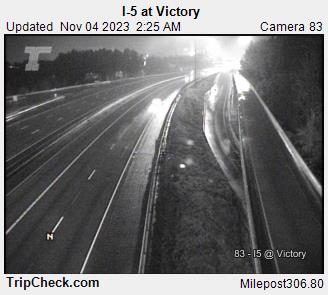 I-5 at Victory
Updated Nov 04 2023 2:25 AM Camera 83
T
N
83 - I5 @ Victory
TripCheck.com Milepost306.80